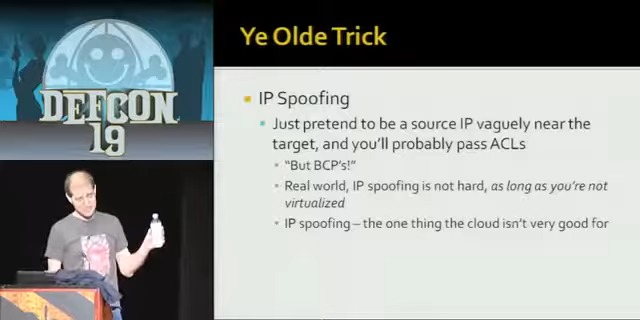 DEFCON
19
Ye Olde Trick
IP Spoofing
Just pretend to be a source IP vaguely near the
target, and you'll probably pass ACLs
"But BCP's!"
Real world, IP spoofing is not hard, as long as you're not
virtualized
IP spoofing – the one thing the cloud isn't very good for